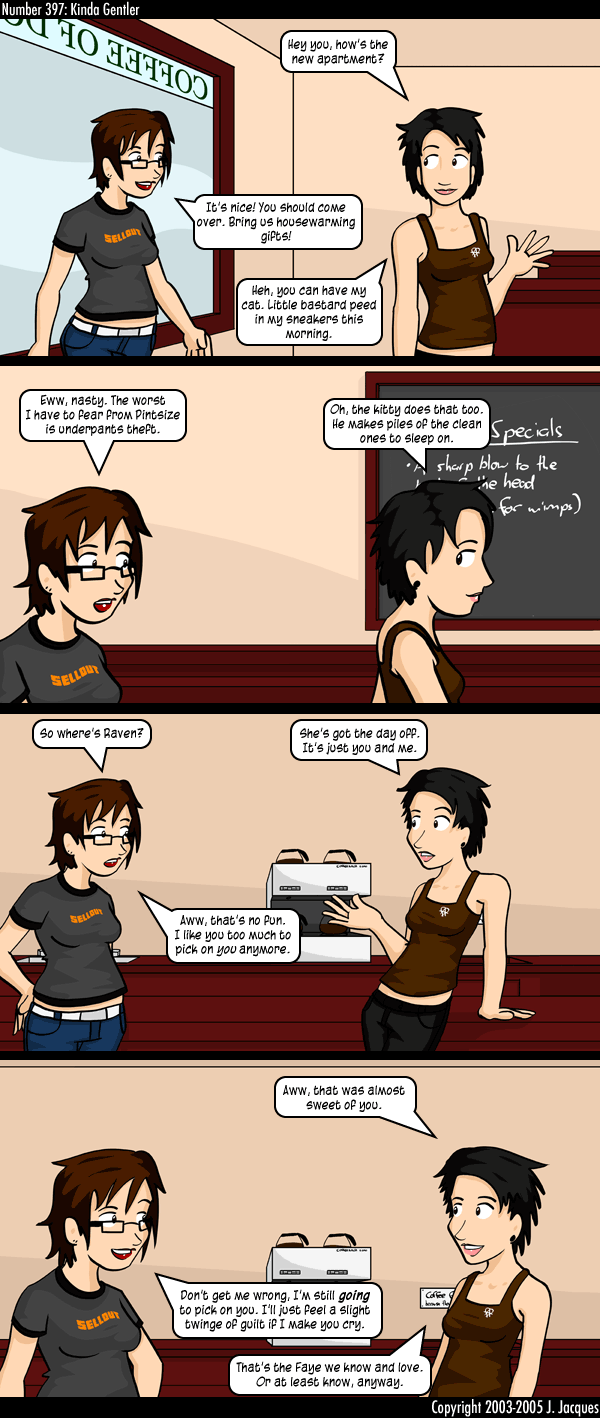 Number 397: Kinda Gentler
COFFEE OF DO
Hey you, how's the
new apartment?
It's nice! You should come
over. Bring us housewarming
gifts!
SELLOUT
Heh, you can have my
cat. Little bastard peed
in my sneakers this
morning.
Eww, nasty. The worst
I have to fear from Pintsize
is underpants theft.
Oh, the kitty does that too.
He makes piles of the clean
ones to sleep on.
Specials
• A sharp blow to the
the head
for wimps)
SELLOUT
So where's Raven?
She's got the day off.
It's just you and me.
SELLOUT
Aww, that's no fun.
I like you too much to
pick on you anymore.
Aww, that was almost
sweet of you.
Don't get me wrong, I'm still going
to pick on you. I'll just feel a slight
twinge of guilt if I make you cry.
SELLOUT
Coffee
That's the Faye we know and love.
Or at least know, anyway.
Copyright 2003-2005 J. Jacques